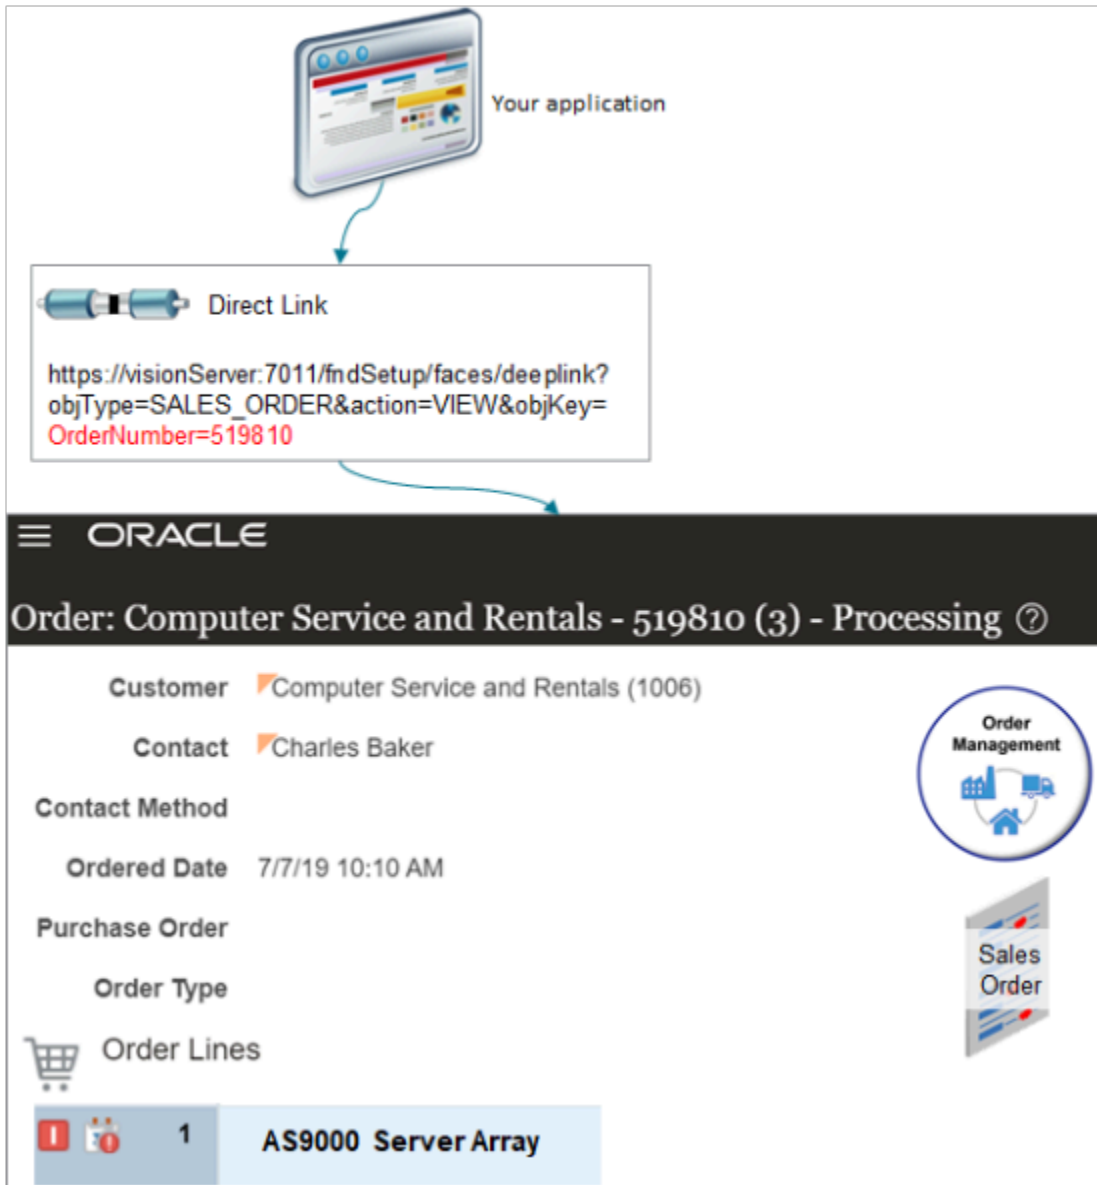 Your application
Direct Link
https://visionServer:7011/fndSetup/faces/deeplink?
objType=SALES_ORDER&action=VIEW&objKey=
OrderNumber=519810
ORACLE
Order: Computer Service and Rentals - 519810 (3) - Processing ?
Customer Computer Service and Rentals (1006)
Contact Charles Baker
Contact Method
Ordered Date 7/7/19 10:10 AM
Purchase Order
Order Type
Order
Management
Sales
Order
Order Lines
1 AS9000 Server Array